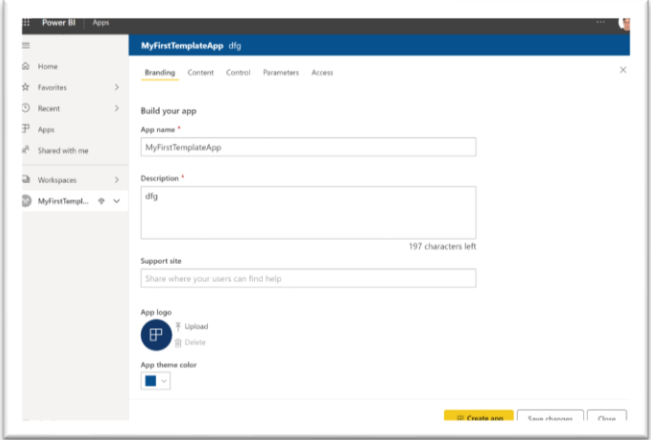 Power BI Apps ...
MyFirstTemplateApp dfg
Home
Favorites
Recent
Apps
Shared with me
Workspaces
MyFirstTempl...
Branding Content Control Parameters Access
Build your app
App name *
MyFirstTemplateApp
Description *
dfg
197 characters left
Support site
Share where your users can find help
App logo
Upload
Delete
App theme color
Create app Save changes Close